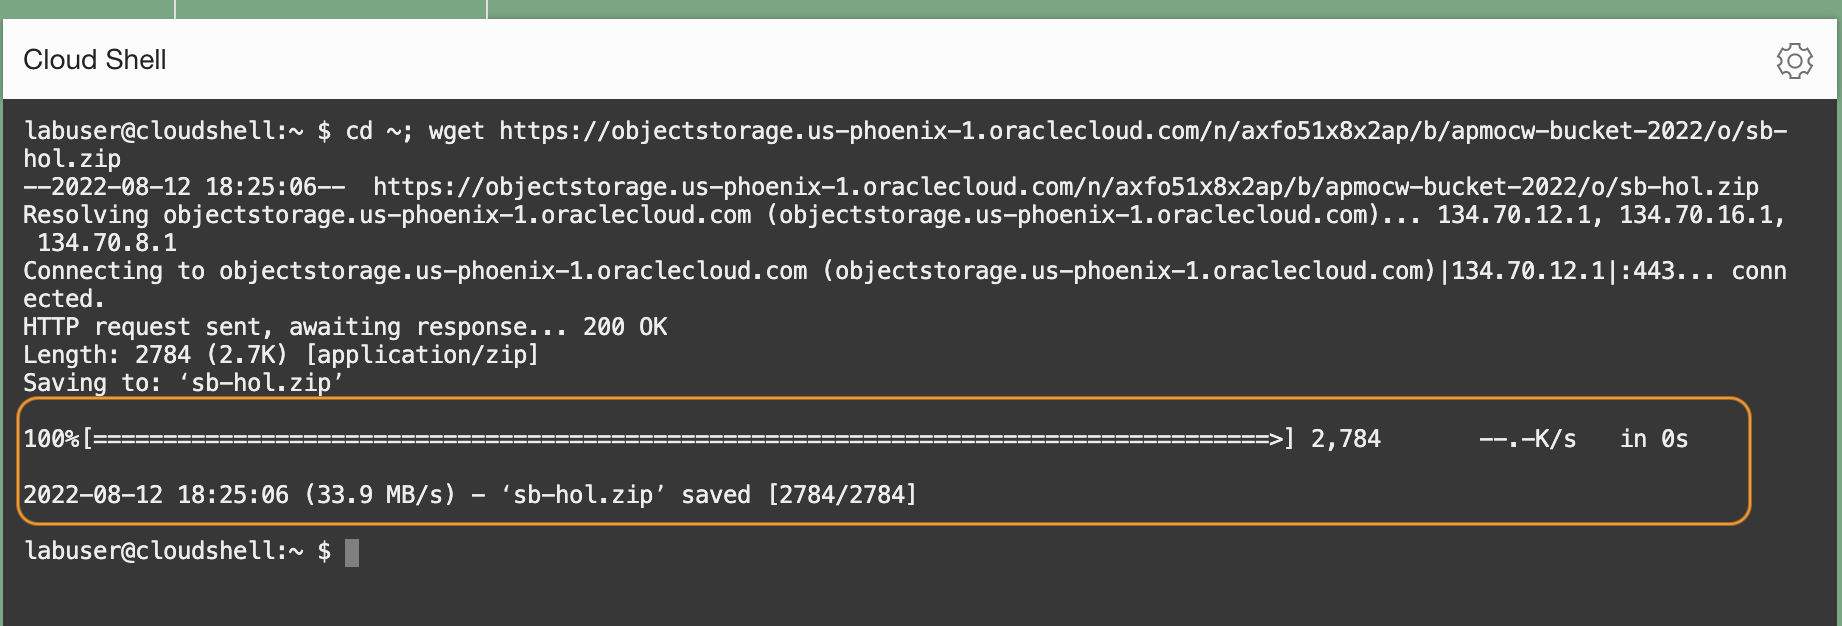 Cloud Shell
labuser@cloudshell:~ $ cd ~; wget https://objectstorage.us-phoenix-1.oraclecloud.com/n/axfo51x8x2ap/b/apmocw-bucket-2022/o/sb-
hol.zip
--2022-08-12 18:25:06--  https://objectstorage.us-phoenix-1.oraclecloud.com/n/axfo51x8x2ap/b/apmocw-bucket-2022/o/sb-hol.zip
Resolving objectstorage.us-phoenix-1.oraclecloud.com (objectstorage.us-phoenix-1.oraclecloud.com)... 134.70.12.1, 134.70.16.1,
 134.70.8.1
Connecting to objectstorage.us-phoenix-1.oraclecloud.com (objectstorage.us-phoenix-1.oraclecloud.com)|134.70.12.1|:443... conn
ected.
HTTP request sent, awaiting response... 200 OK
Length: 2784 (2.7K) [application/zip]
Saving to: ‘sb-hol.zip’
100%[====================================================================================>] 2,784       --.-K/s   in 0s
2022-08-12 18:25:06 (33.9 MB/s) - ‘sb-hol.zip’ saved [2784/2784]
labuser@cloudshell:~ $